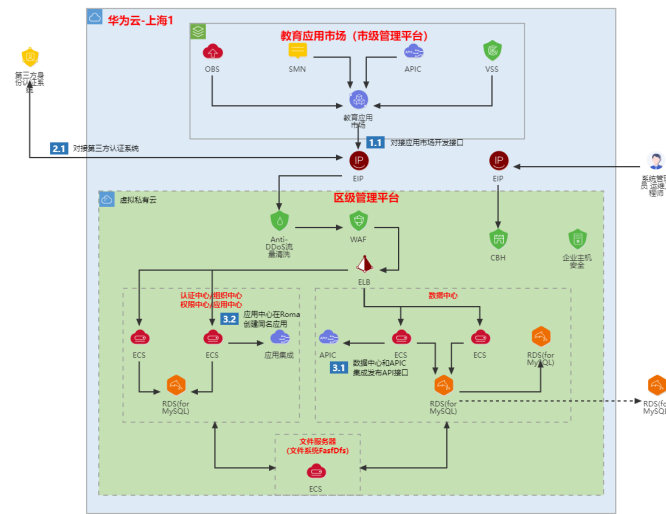 华为云-上海1
教育应用市场（市级管理平台）
OBS
SMN
APIC
VSS
第三方身
份认证系
统
教育应用
市场
1.1 对接应用市场开发接口
2.1 对接第三方认证系统
EIP
EIP
系统管理
员 运维工
程师
虚拟私有云
区级管理平台
Anti-
DDoS流
量清洗
WAF
CBH
企业主机
安全
ELB
认证中心/组织中心
权限中心/应用中心
数据中心
3.2 应用中心在Roma
创建同名应用
ECS
ECS
应用集成
APIC
ECS
ECS
RDS(for
MySQL)
3.1 数据中心和APIC
集成发布API接口
RDS(for
MySQL)
RDS(for
MySQL)
RDS(for
MySQL)
文件服务器
(文件系统FasfDfs)
ECS